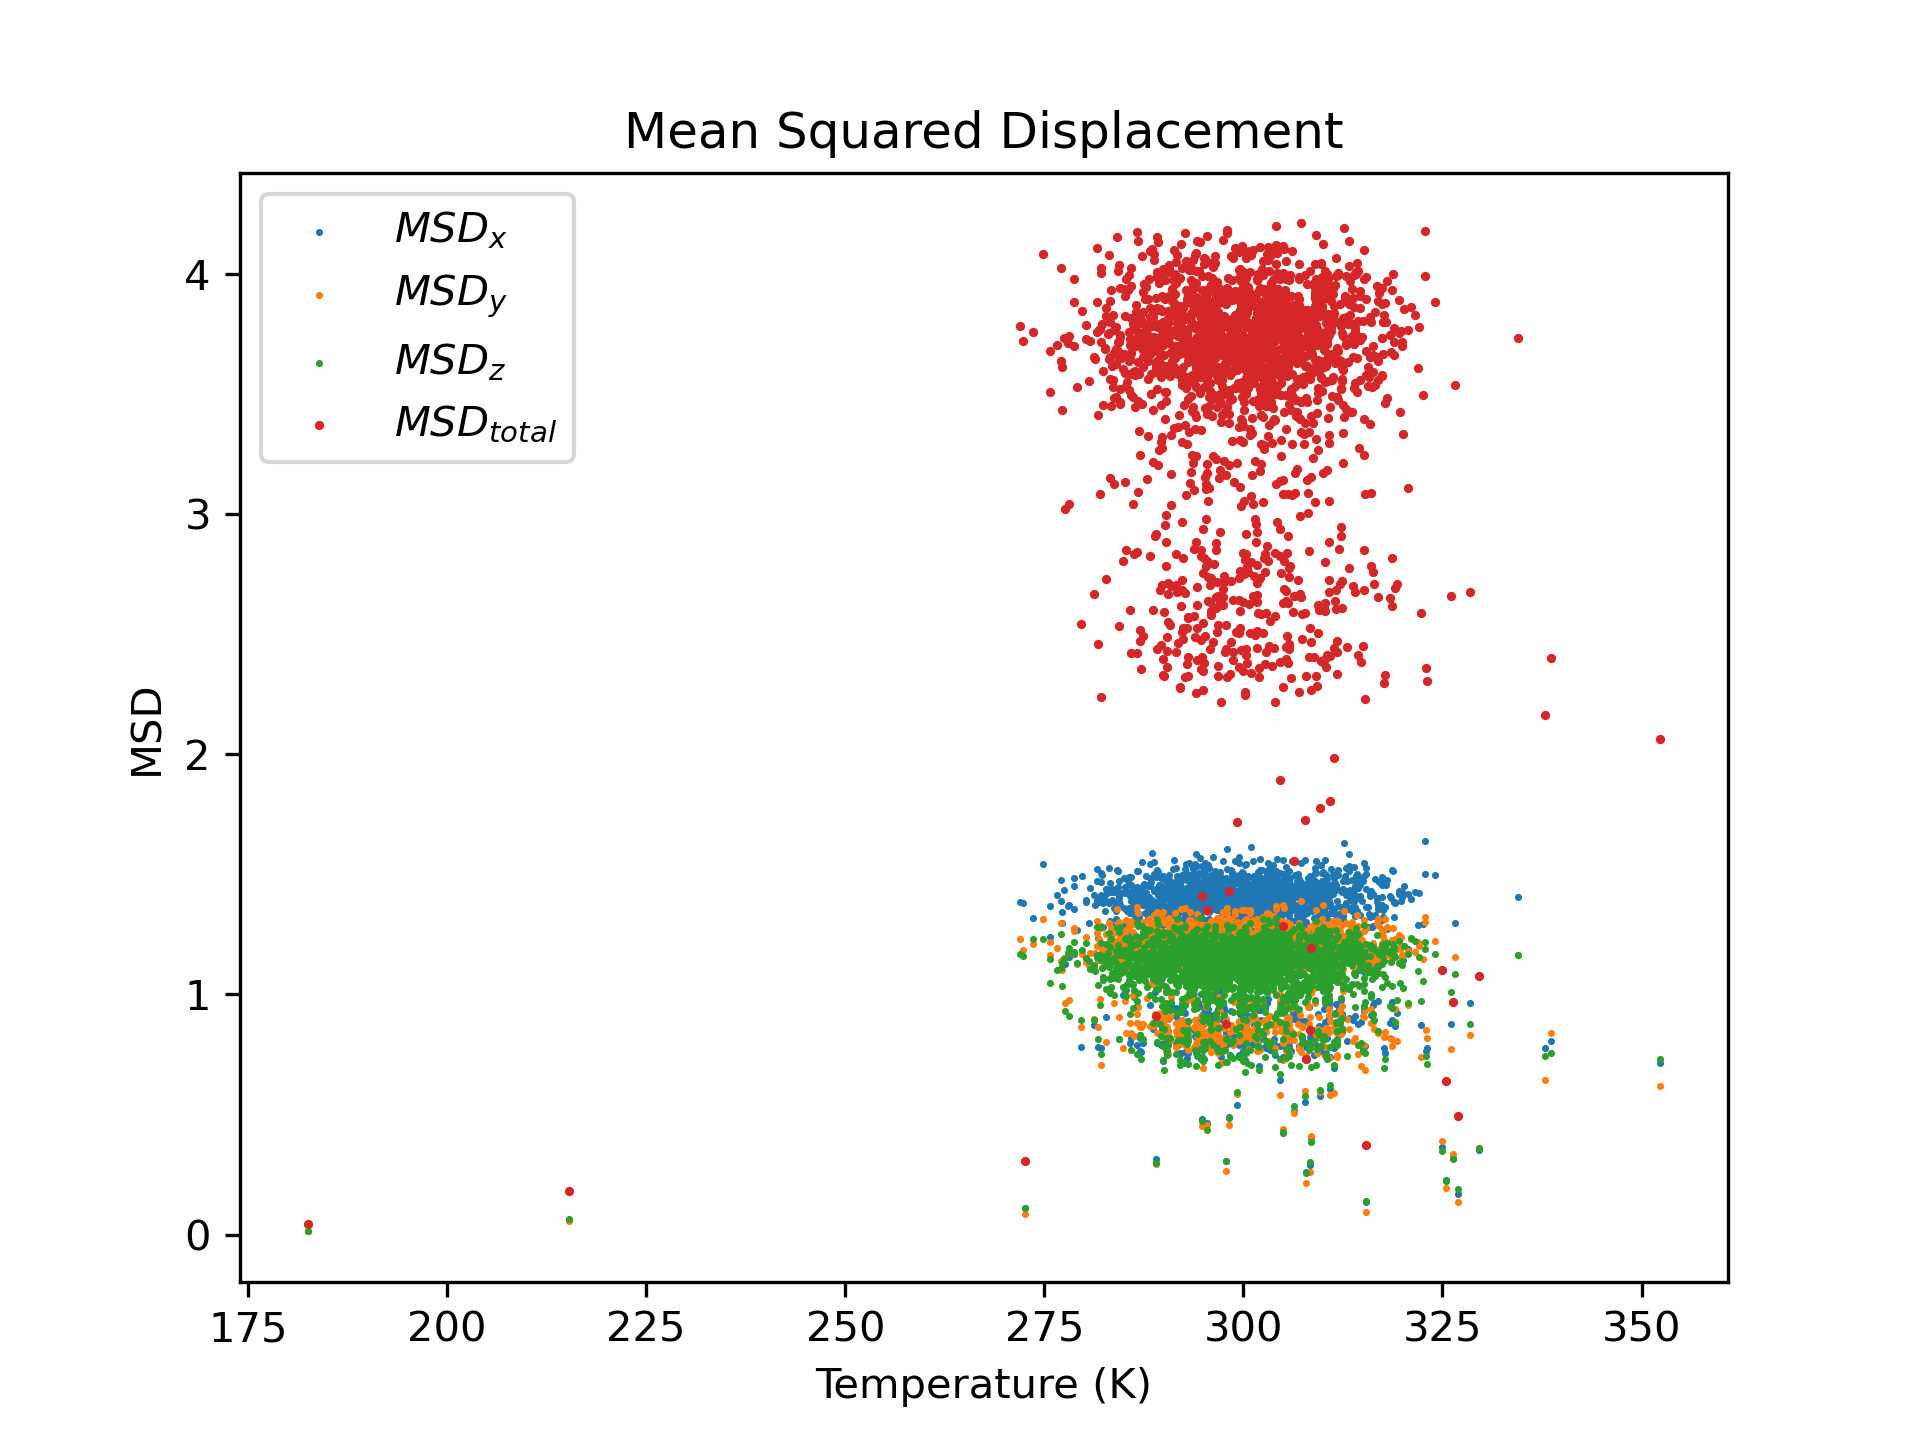 Mean Squared Displacement
MSDx
MSDy
MSDz
MSDtotal
4
3
2
1
0
MSD
175 200 225 250 275 300 325 350
Temperature (K)